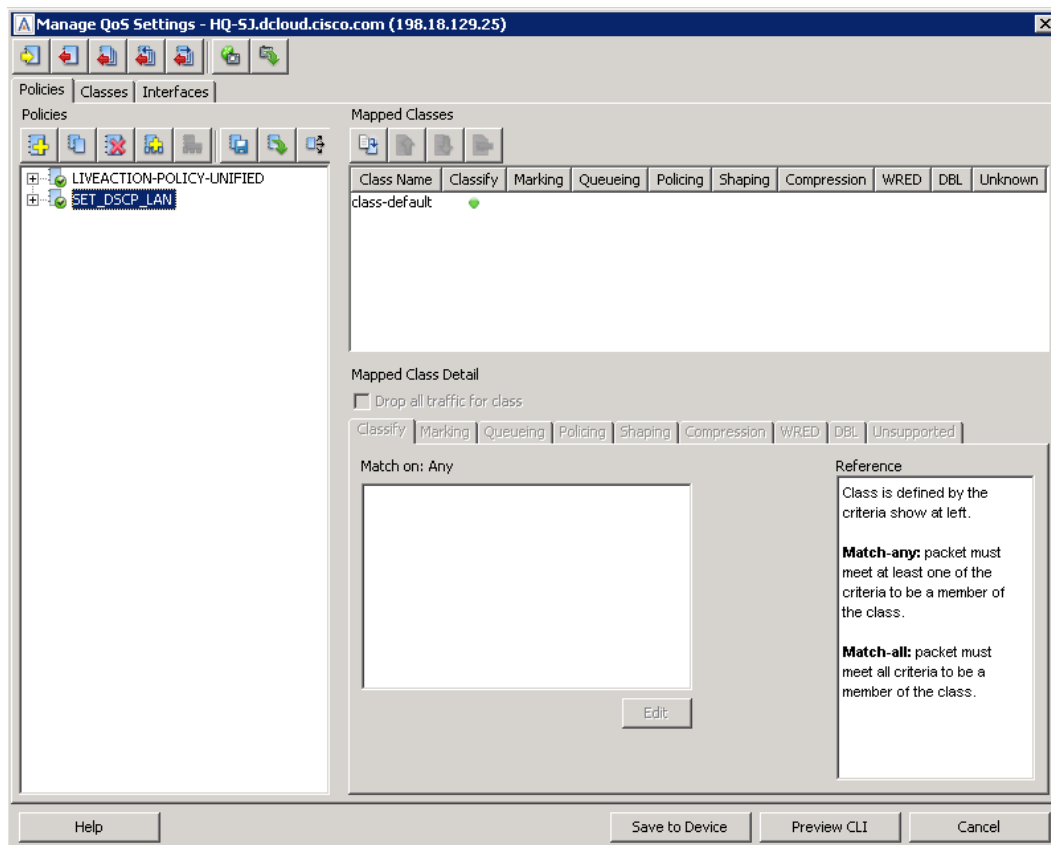 Manage QoS Settings - HQ-SJ.dcloud.cisco.com (198.18.129.25)
Policies Classes Interfaces
Policies
LIVEACTION-POLICY-UNIFIED
SET_DSCP_LAN
Mapped Classes
Class Name Classify Marking Queueing Policing Shaping Compression WRED DBL Unknown
class-default
Mapped Class Detail
Drop all traffic for class
Classify Marking Queueing Policing Shaping Compression WRED DBL Unsupported
Match on: Any
Edit
Reference
Class is defined by the
criteria show at left.
Match-any: packet must
meet at least one of the
criteria to be a member of
the class.
Match-all: packet must
meet all criteria to be a
member of the class.
Help Save to Device Preview CLI Cancel